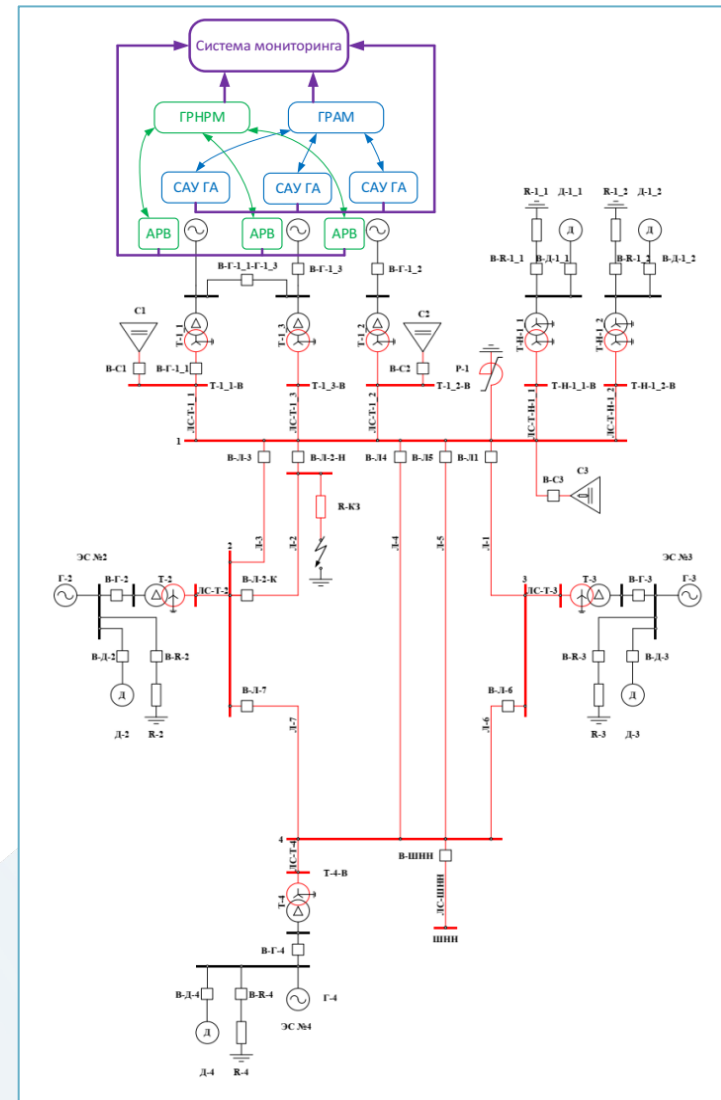 Система мониторинга
ГРНРМ
ГРАМ
САУ ГА
САУ ГА
САУ ГА
АРВ
АРВ
АРВ
R-1_1
Д-1_1
R-1_2
Д-1_2
Д
Д
В-R-1_1
В-Д-1_1
В-R-1_2
В-Д-1_2
В-Г-1_1-Г-1_3
В-Г-1_3
В-Г-1_2
С1
Т-1_1
Т-1_3
Т-1_2
С2
Р-1
Т-Н-1_1
Т-Н-1_2
В-С1
В-Г-1_1
В-С2
Т-1_1-В
Т-1_3-В
Т-1_2-В
Т-Н-1_1-В
Т-Н-1_2-В
ЛС-Т-1_1
ЛС-Т-1_3
ЛС-Т-1_2
ЛС-Т-Н-1_1
ЛС-Т-Н-1_2
1
В-Л-3
В-Л-2-Н
В-Л4
В-Л5
В-Л1
В-С3
С3
R-КЗ
Л-3
Л-2
Л-4
Л-5
Л-1
2
ЭС №2
Г-2
В-Г-2
Т-2
ЛС-Т-2
В-Л-2-К
3
ЭС №3
ЛС-Т-3
Т-3
В-Г-3
Г-3
В-Д-2
В-R-2
Д
Д-2
R-2
В-R-3
В-Д-3
Д
R-3
Д-3
В-Л-7
Л-7
В-Л-6
Л-6
4
ЛС-Т-4
Т-4-В
Т-4
В-ШНН
ЛС-ШНН
ШНН
В-Г-4
В-Д-4
В-R-4
Г-4
Д
ЭС №4
Д-4
R-4